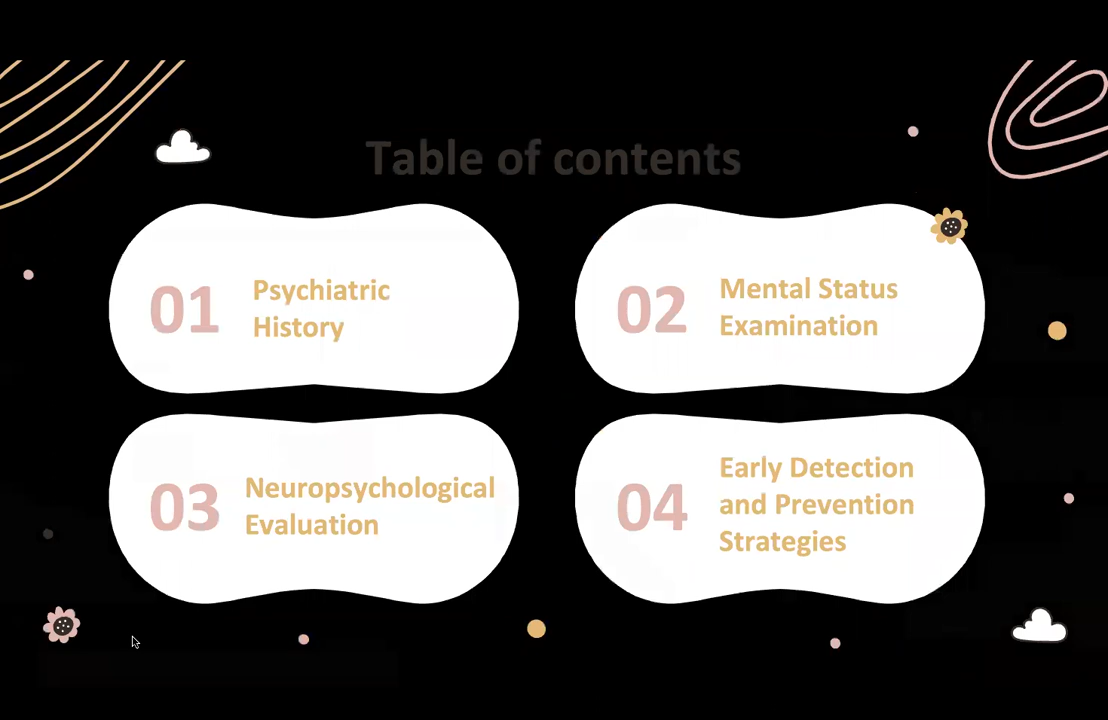 Table of contents
01
Psychiatric
History
02
Mental Status
Examination
03
Neuropsychological
Evaluation
04
Early Detection
and Prevention
Strategies